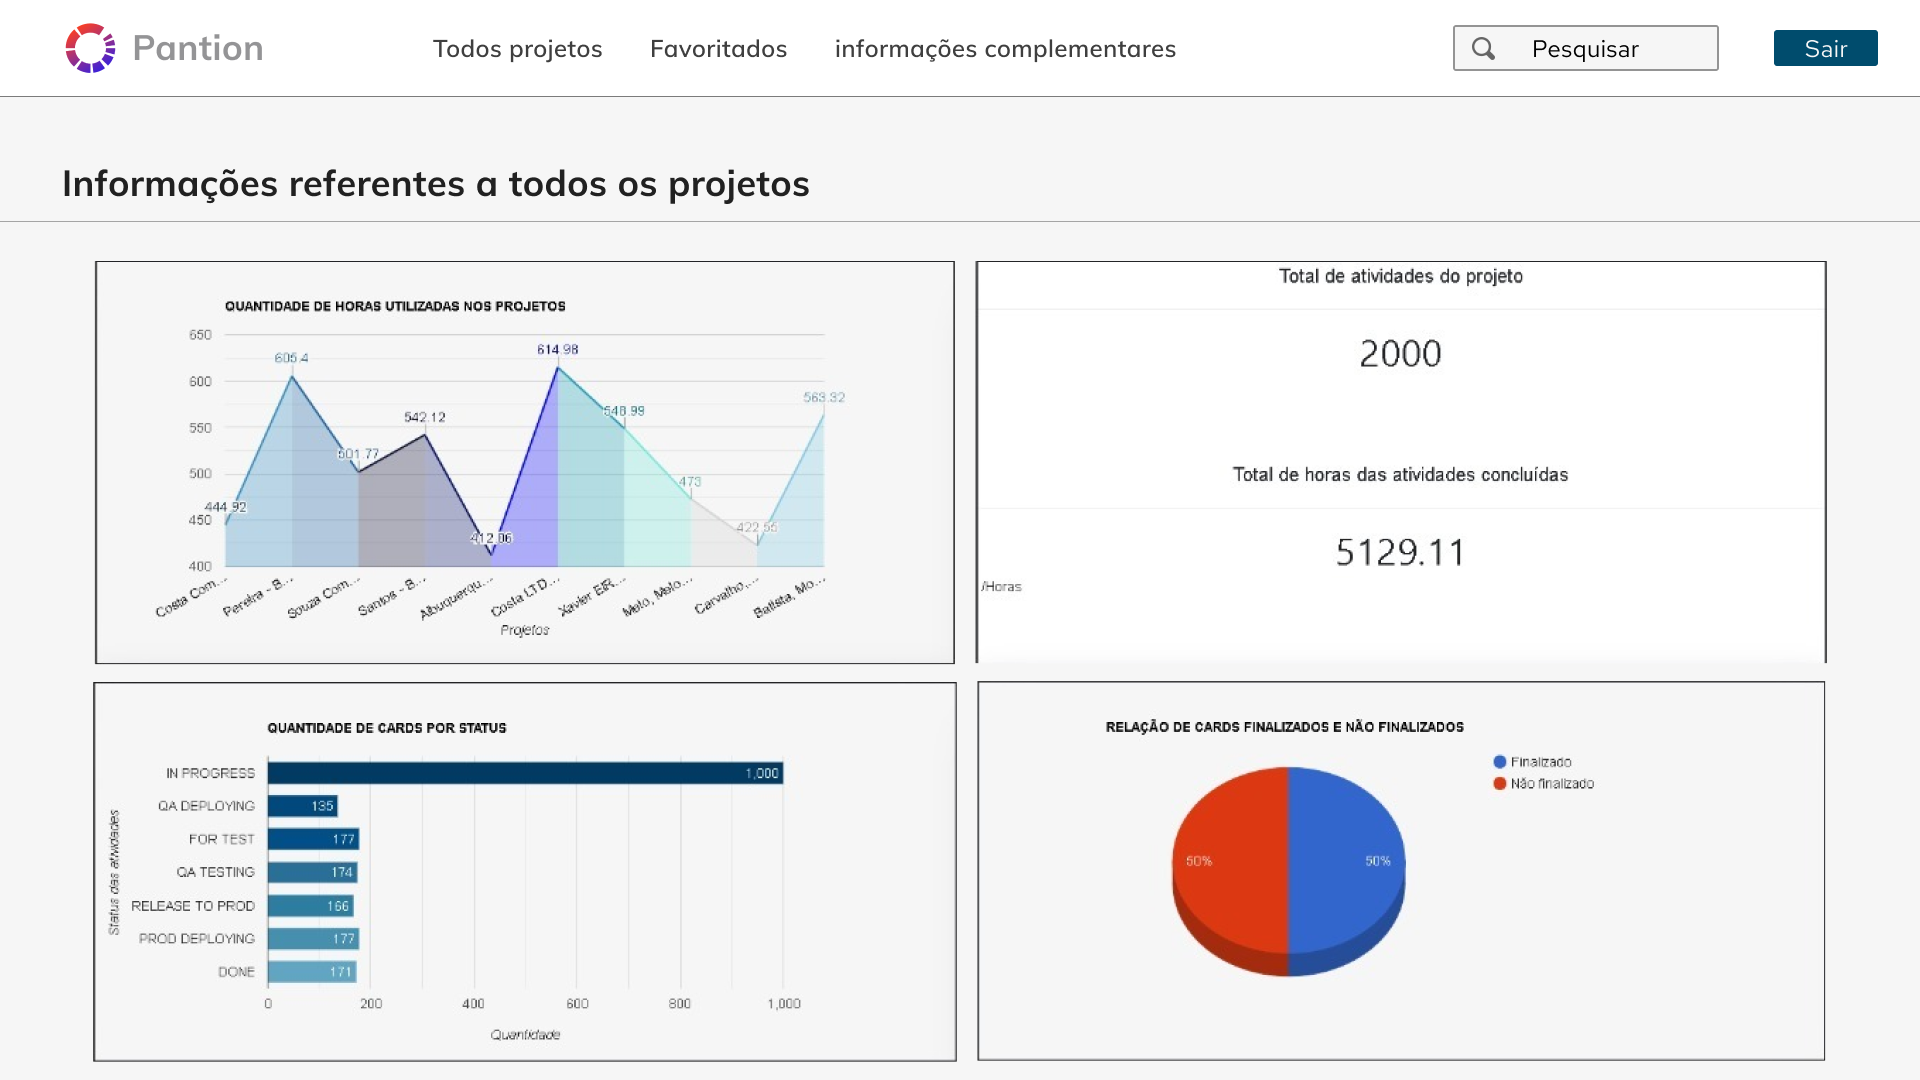 Pantion
Todos projetos
Favoritados
informações complementares
Pesquisar
Sair
Informações referentes a todos os projetos
QUANTIDADE DE HORAS UTILIZADAS NOS PROJETOS
650
600
550
500
450
400
444.92
605.4
501.77
542.12
412.06
614.98
548.99
473
422.55
563.32
Costa Com...
Pereira - B...
Souza Com...
Santos - B...
Albuquerqu...
Costa LTD...
Xavier EIR...
Melo, Melo...
Carvalho,...
Batista, Mo...
Projetos
Total de atividades do projeto
2000
Total de horas das atividades concluídas
5129.11
/Horas
QUANTIDADE DE CARDS POR STATUS
Status das atividades
IN PROGRESS 1,000
QA DEPLOYING 135
FOR TEST 177
QA TESTING 174
RELEASE TO PROD 166
PROD DEPLOYING 177
DONE 171
0 200 400 600 800 1,000
Quantidade
RELAÇÃO DE CARDS FINALIZADOS E NÃO FINALIZADOS
Finalizado
Não finalizado
50% 50%